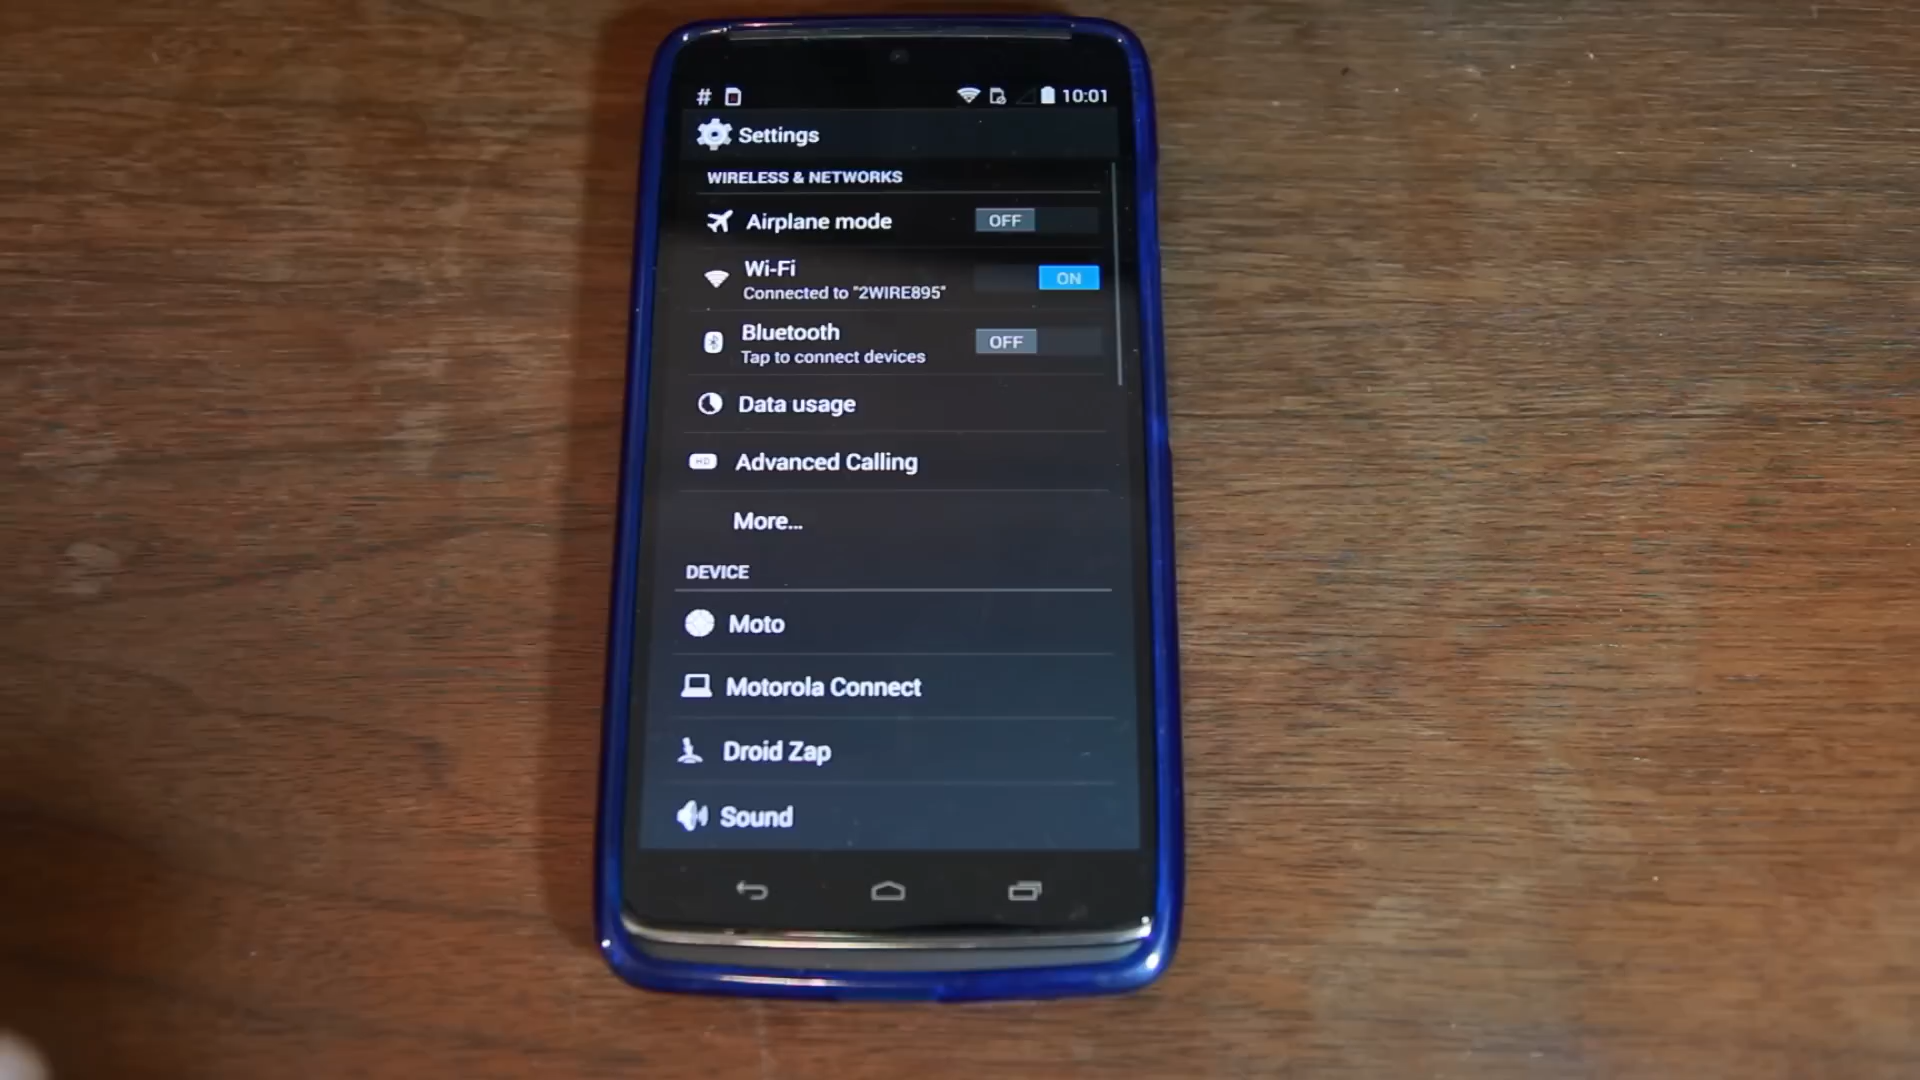 # 10:01
Settings
WIRELESS & NETWORKS
Airplane mode OFF
Wi-Fi
Connected to "2WIRE895" ON
Bluetooth
Tap to connect devices OFF
Data usage
HD Advanced Calling
More...
DEVICE
Moto
Motorola Connect
Droid Zap
Sound